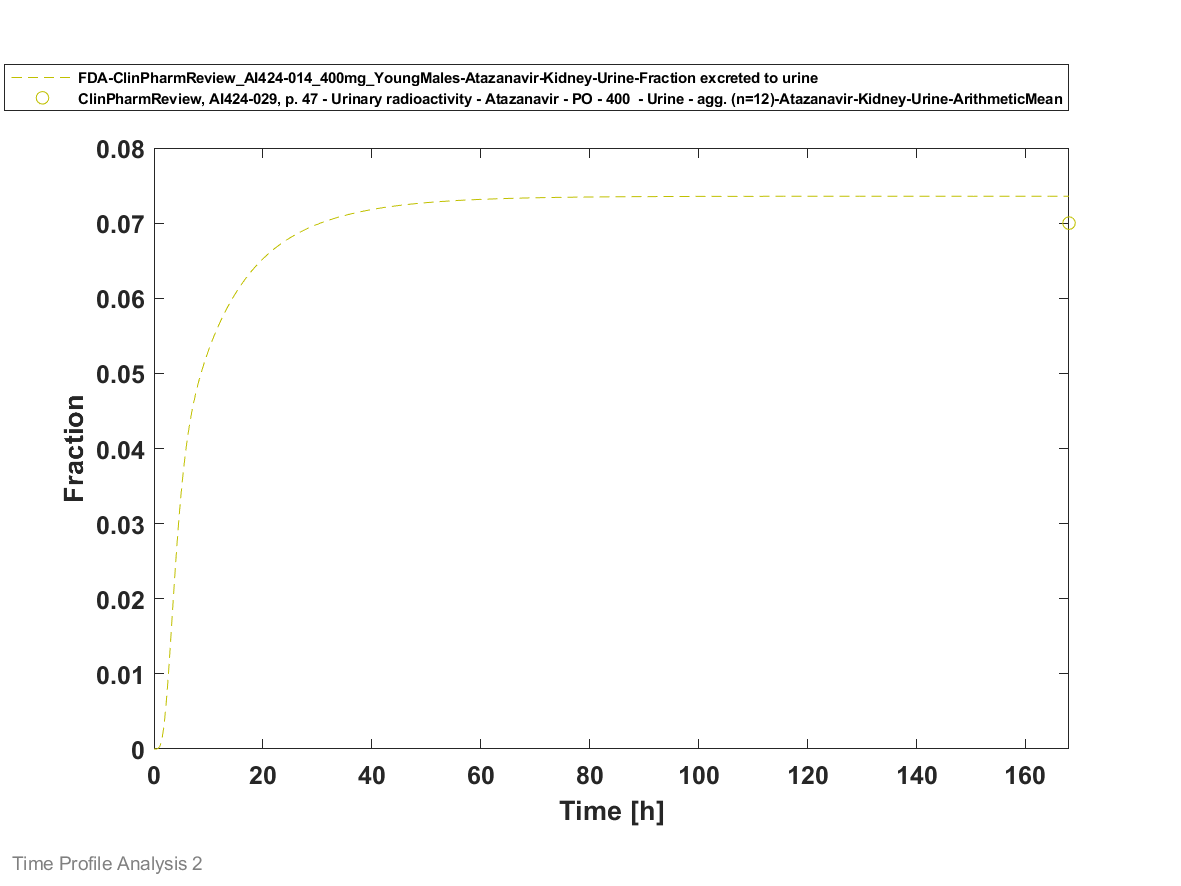 FDA-ClinPharmReview_AI424-014_400mg_YoungMales-Atazanavir-Kidney-Urine-Fraction excreted to urine
ClinPharmReview, AI424-029, p. 47 - Urinary radioactivity - Atazanavir - PO - 400  - Urine - agg. (n=12)-Atazanavir-Kidney-Urine-ArithmeticMean
0.08
0.07
0.06
0.05
0.04
0.03
0.02
0.01
0
Fraction
0 20 40 60 80 100 120 140 160
Time [h]
Time Profile Analysis 2